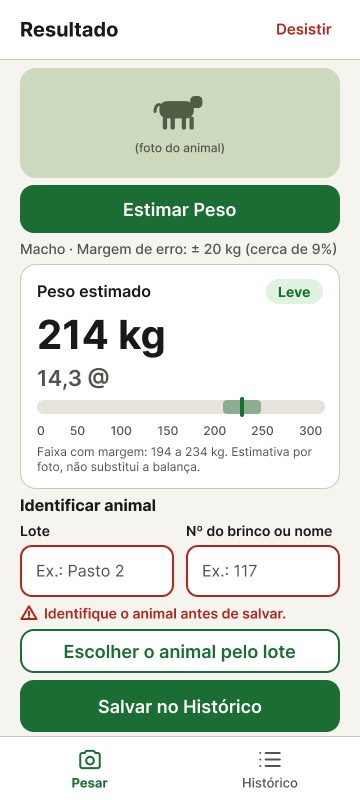 Resultado
Desistir
(foto do animal)
Estimar Peso
Macho · Margem de erro: ± 20 kg (cerca de 9%)
Peso estimado
Leve
214 kg
14,3 @
0 50 100 150 200 250 300
Faixa com margem: 194 a 234 kg. Estimativa por
foto, não substitui a balança.
Identificar animal
Lote
Nº do brinco ou nome
Ex.: Pasto 2
Ex.: 117
Identifique o animal antes de salvar.
Escolher o animal pelo lote
Salvar no Histórico
Pesar
Histórico